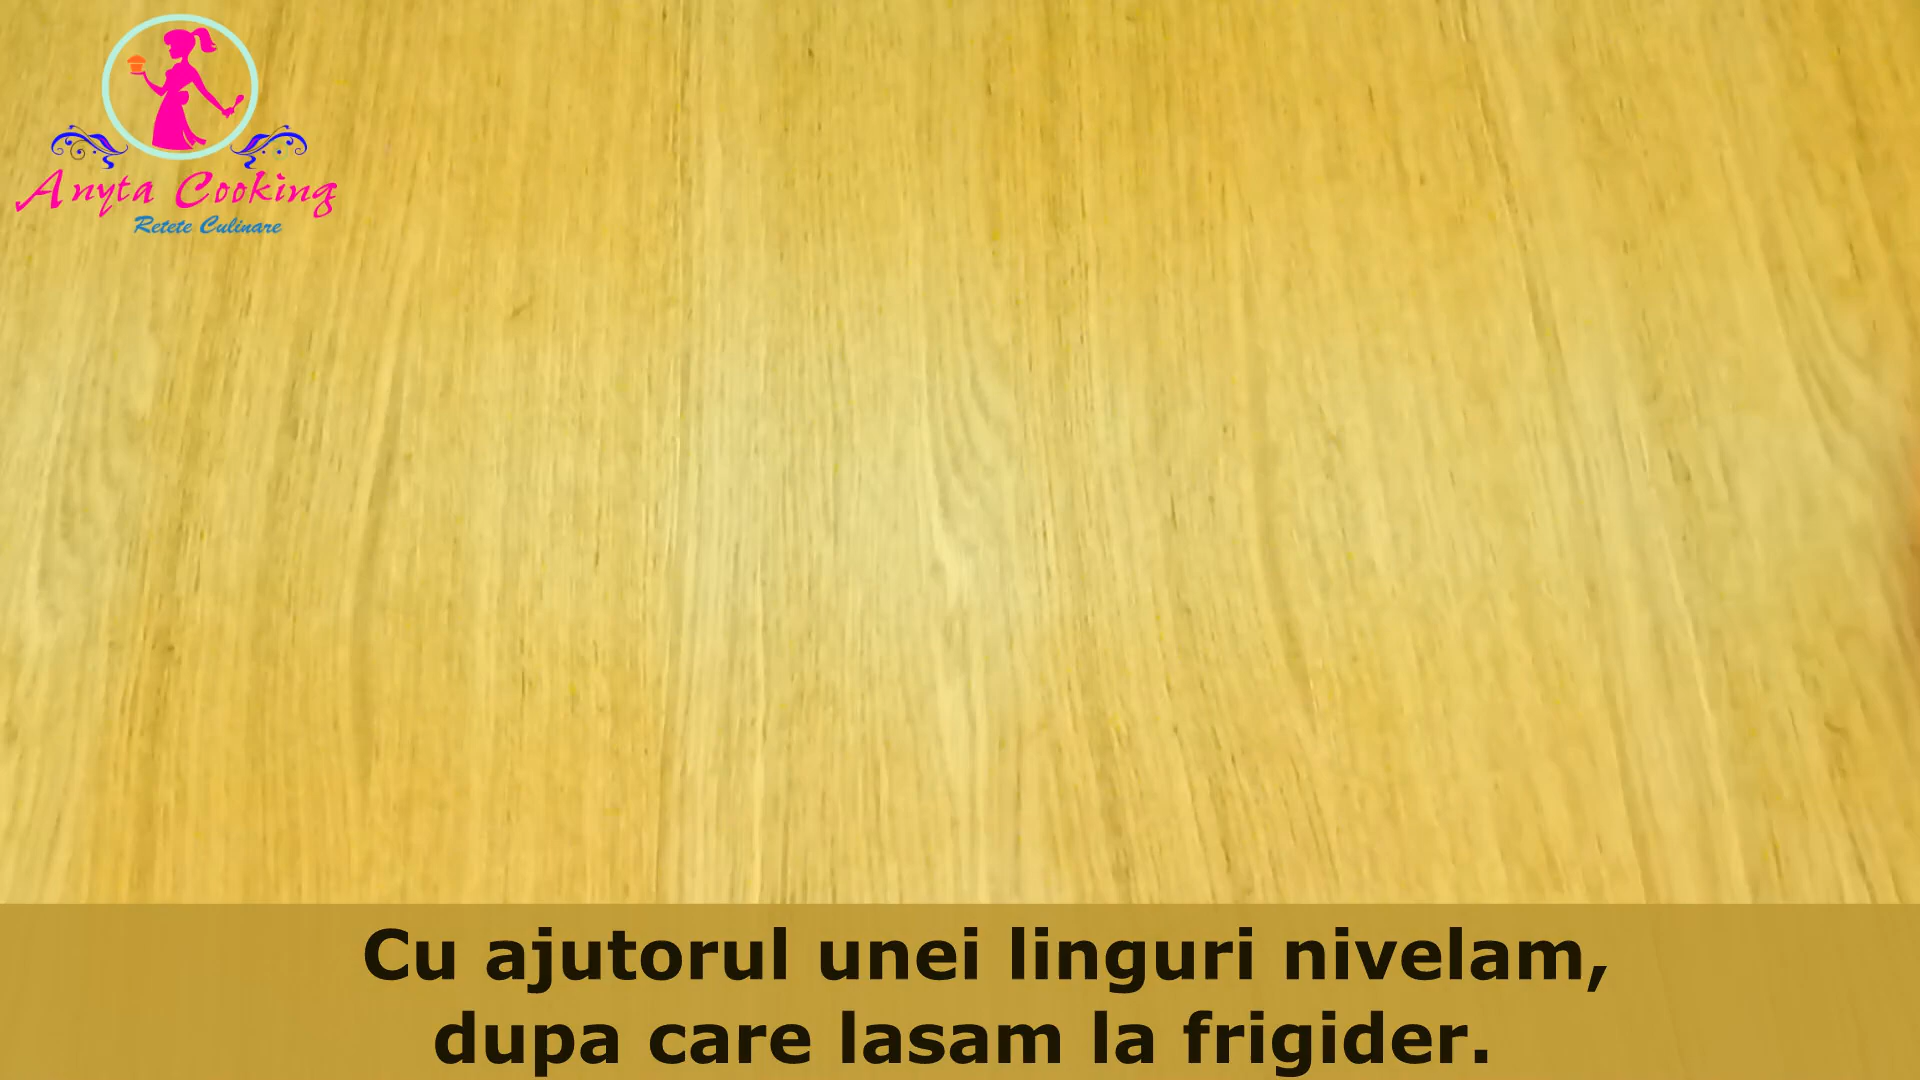 Anyta Cooking
Retete Culinare
Cu ajutorul unei linguri nivelam,
dupa care lasam la frigider.